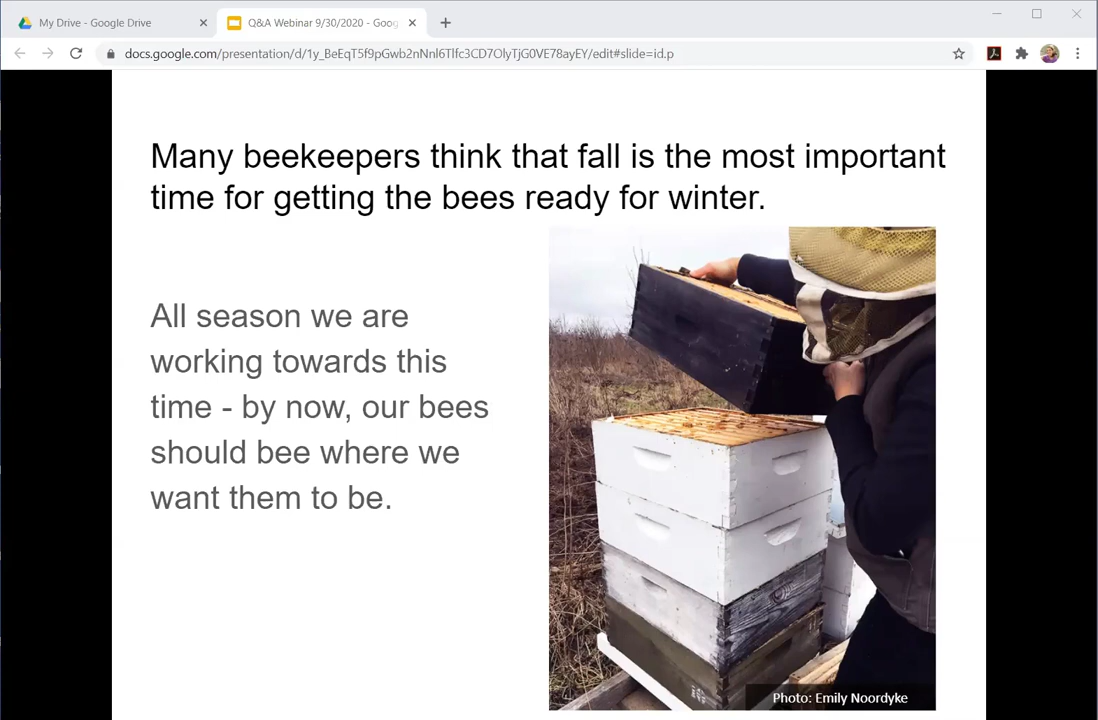 My Drive - Google Drive
Q&A Webinar 9/30/2020 - Goog
docs.google.com/presentation/d/1y_BeEqT5f9pGwb2nNnl6Tlfc3CD7OlyTjG0VE78ayEY/edit#slide=id.p
Many beekeepers think that fall is the most important
time for getting the bees ready for winter.
All season we are
working towards this
time - by now, our bees
should bee where we
want them to be.
Photo: Emily Noordyke